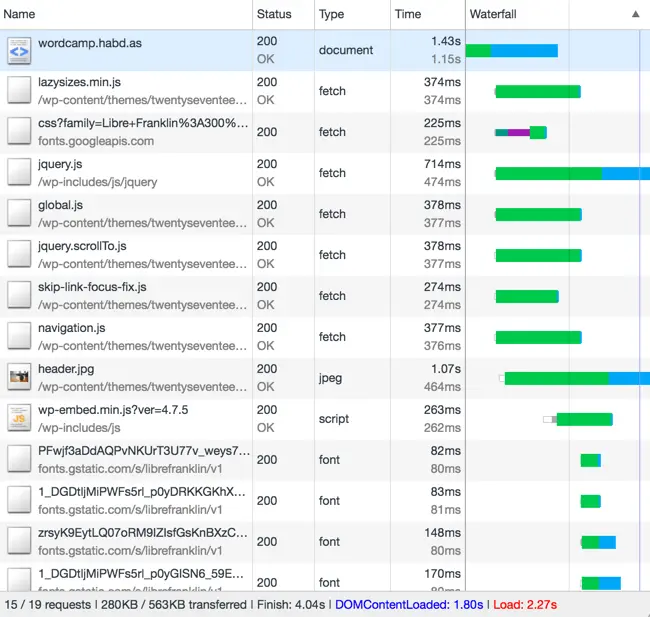 Name Status Type Time Waterfall ▲
wordcamp.habd.as 200 document 1.43s
OK 1.15s
lazysizes.min.js 200 fetch 374ms
/wp-content/themes/twentyseventee… OK 374ms
css?family=Libre+Franklin%3A300%… 200 fetch 225ms
fonts.googleapis.com 225ms
jquery.js 200 fetch 714ms
/wp-includes/js/jquery OK 474ms
global.js 200 fetch 378ms
/wp-content/themes/twentyseventee… OK 377ms
jquery.scrollTo.js 200 fetch 378ms
/wp-content/themes/twentyseventee… OK 377ms
skip-link-focus-fix.js 200 fetch 274ms
/wp-content/themes/twentyseventee… OK 274ms
navigation.js 200 fetch 377ms
/wp-content/themes/twentyseventee… OK 376ms
header.jpg 200 jpeg 1.07s
/wp-content/themes/twentyseventee… OK 464ms
wp-embed.min.js?ver=4.7.5 200 script 263ms
/wp-includes/js OK 262ms
PFwjf3aDdAQPvNKUrT3U77v_weys7… 200 font 82ms
fonts.gstatic.com/s/librefranklin/v1 80ms
1_DGDtljMiPWFs5rl_p0yDRKKGKhX… 200 font 83ms
fonts.gstatic.com/s/librefranklin/v1 81ms
zrsyK9EytLQ07oRM9IZIsfGsKnBXzC… 200 font 148ms
fonts.gstatic.com/s/librefranklin/v1 80ms
1_DGDtljMiPWFs5rl_p0yGISN6_59E… 200 font 170ms
fonts.gstatic.com/s/librefranklin/v1 80ms
15 / 19 requests | 280KB / 563KB transferred | Finish: 4.04s | DOMContentLoaded: 1.80s | Load: 2.27s